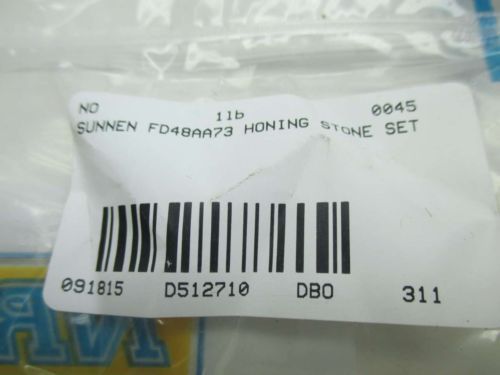 NO 11b 0045
SUNNEN FD48AA73 HONING STONE SET
091815 D512710 DBO 311